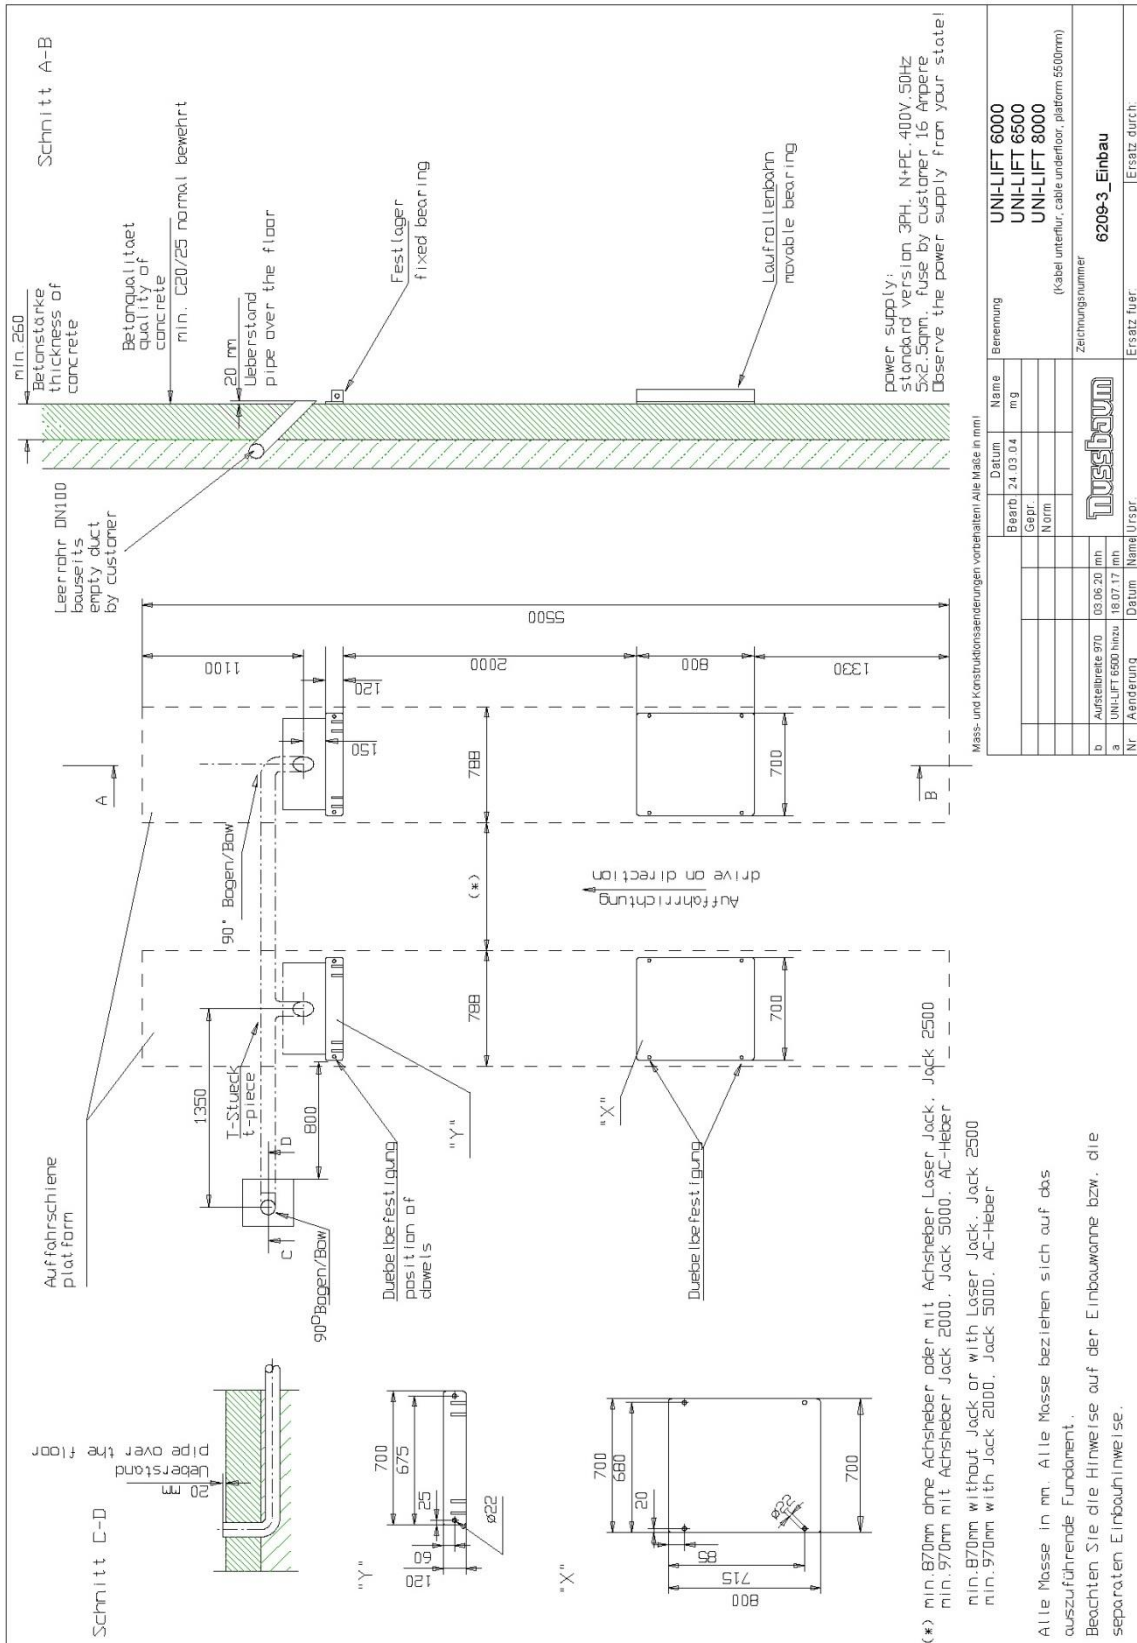 Schnitt C-D
20 mm
Ueberstand
pipe over the floor
Auffahrschiene
platform
Leerrohr DN100
bauseits
empty duct
by customer
min.260
Betonstärke
thickness of
concrete
Schnitt A-B
Betonqualitaet
quality of
concrete
min. C20/25 normal bewehrt
20 mm
Ueberstand
pipe over the floor
Festlager
fixed bearing
Laufrollenbahn
movable bearing
power supply:
standard version 3PH, N+PE, 400V, 50HZ
5x2.5qmm, fuse by customer 16 Ampere
Observe the power supply from your state!
A
B
C
D
90° Bogen/Bow
90°Bogen/Bow
T-Stueck
t-piece
1350
800
1100
120
150
5500
2000
800
1330
788
(*)
788
700
700
Auffahrrichtung
drive on direction
Duebelbefestigung
position of
dowels
"Y"
"X"
Duebelbefestigung
"Y"
700
675
25
60
120
ø22
"X"
700
680
20
ø22
85
715
800
700
(*) min.870mm ohne Achsheber oder mit Achsheber Laser Jack, Jack 2500
min.970mm mit Achsheber Jack 2000, Jack 5000, AC-Heber
min.870mm without Jack or with Laser Jack, Jack 2500
min.970mm with Jack 2000, Jack 5000, AC-Heber
Alle Masse in mm. Alle Masse beziehen sich auf das
auszuführende Fundament.
Beachten Sie die Hinweise auf der Einbauwanne bzw. die
separaten Einbauhinweise.
Mass- und Konstruktionsaenderungen vorbehalten! Alle Maße in mm!
Datum Name
Bearb. 24.03.04 mg
Gepr.
Norm
Benennung
UNI-LIFT 6000
UNI-LIFT 6500
UNI-LIFT 8000
(Kabel unterflur, cable underfloor, platform 5500mm)
Nussbaum
Zeichnungsnummer
6209-3_Einbau
b Aufstellbreite 970 03.06.20 mh
a UNI-LIFT 6500 hinzu 18.07.17 mh
Nr Aenderung Datum Name Urspr.
Ersatz fuer:
Ersatz durch: